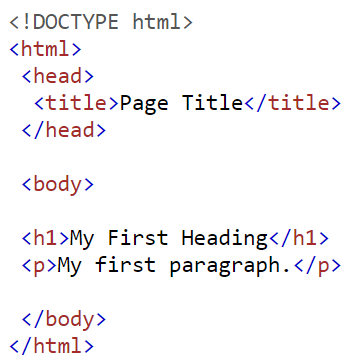 <!DOCTYPE html>
<html>
<head>
<title>Page Title</title>
</head>
<body>
<h1>My First Heading</h1>
<p>My first paragraph.</p>
</body>
</html>